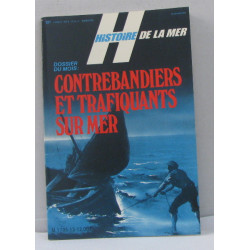 HISTOIRE DE LA MER
DOSSIER
DU MOIS:
CONTREBANDIERS
ET TRAFIQUANTS
SUR MER